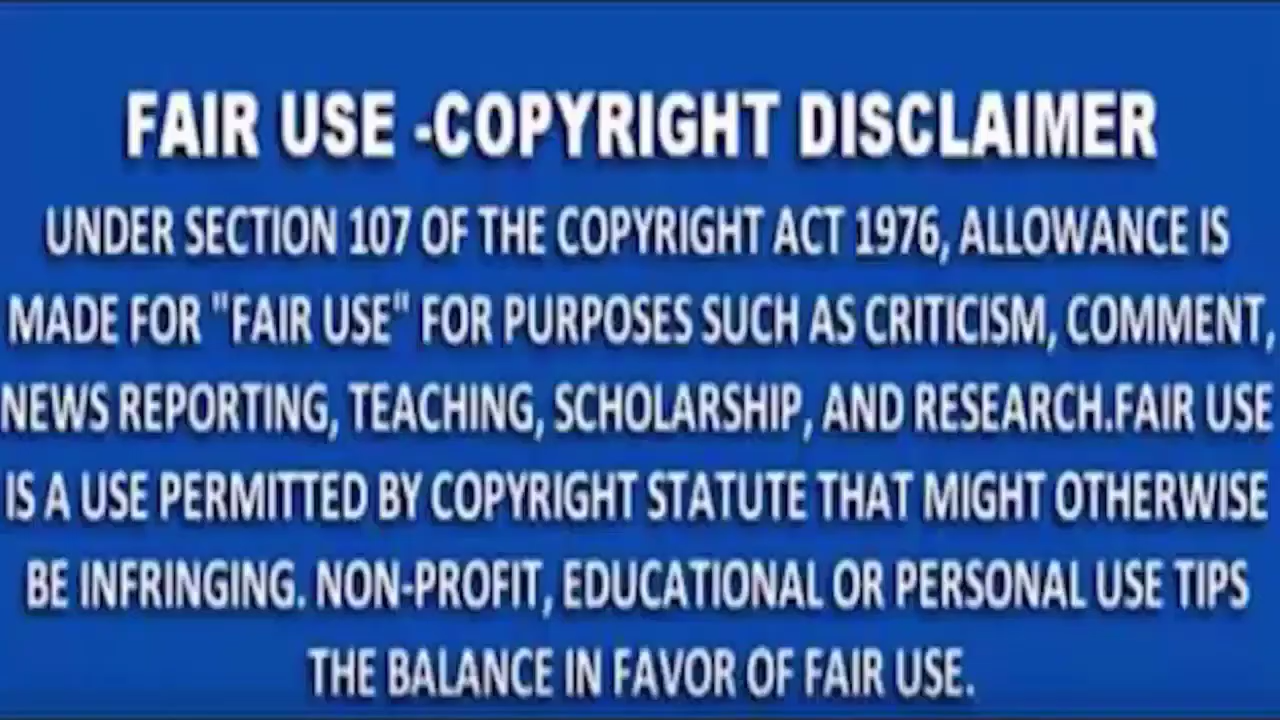 FAIR USE -COPYRIGHT DISCLAIMER
UNDER SECTION 107 OF THE COPYRIGHT ACT 1976, ALLOWANCE IS
MADE FOR "FAIR USE" FOR PURPOSES SUCH AS CRITICISM, COMMENT,
NEWS REPORTING, TEACHING, SCHOLARSHIP, AND RESEARCH.FAIR USE
IS A USE PERMITTED BY COPYRIGHT STATUTE THAT MIGHT OTHERWISE
BE INFRINGING. NON-PROFIT, EDUCATIONAL OR PERSONAL USE TIPS
THE BALANCE IN FAVOR OF FAIR USE.